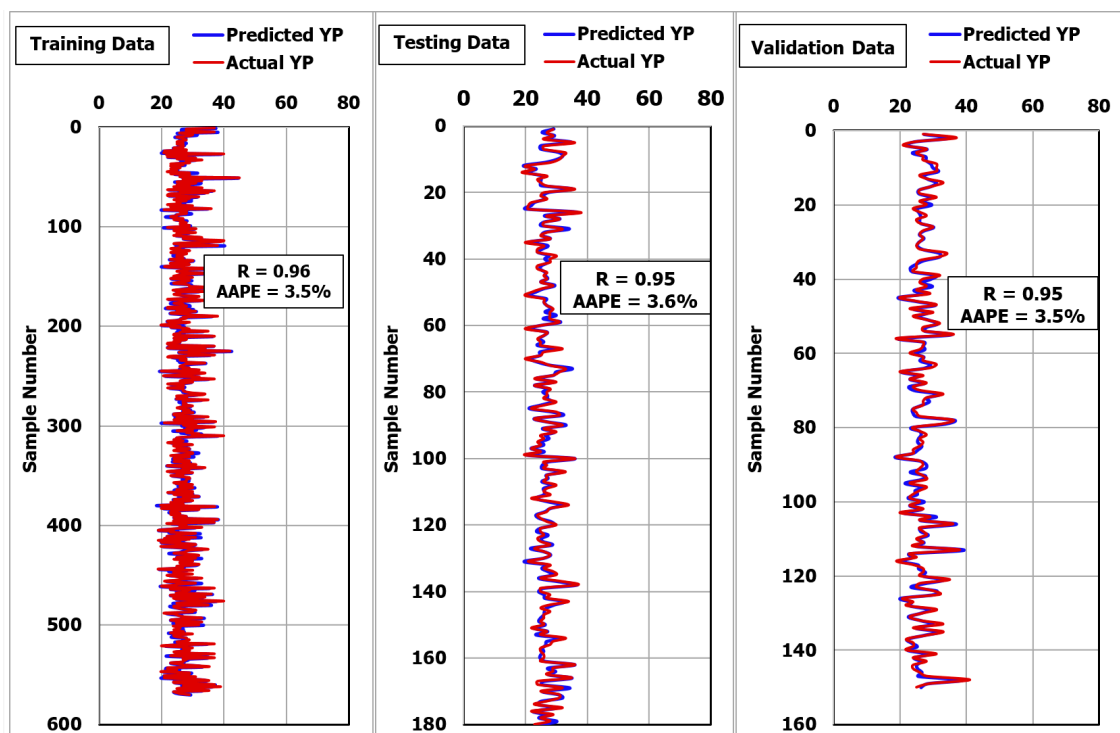 Training Data
Predicted YP
Actual YP
0 20 40 60 80
0
100
200
300
400
500
600
Sample Number
R = 0.96
AAPE = 3.5%
Testing Data
Predicted YP
Actual YP
0 20 40 60 80
0
20
40
60
80
100
120
140
160
180
Sample Number
R = 0.95
AAPE = 3.6%
Validation Data
Predicted YP
Actual YP
0 20 40 60 80
0
20
40
60
80
100
120
140
160
Sample Number
R = 0.95
AAPE = 3.5%